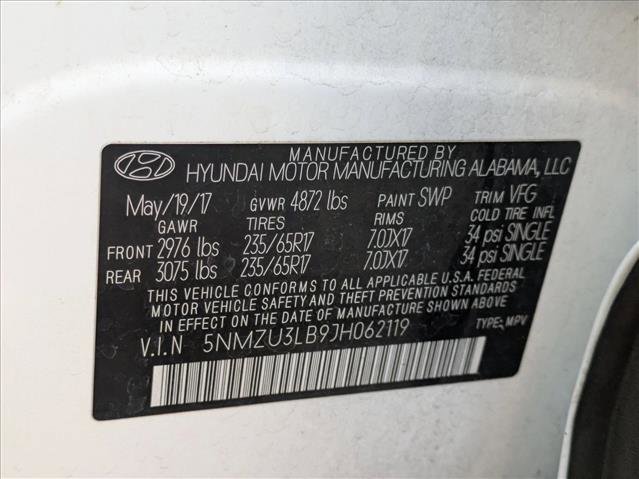 MANUFACTURED BY
HYUNDAI MOTOR MANUFACTURING ALABAMA, LLC
May/19/17 GVWR 4872 lbs PAINT SWP TRIM VFG
GAWR TIRES RIMS COLD TIRE INFL
FRONT 2976 lbs 235/65R17 7.0JX17 34 psi SINGLE
REAR 3075 lbs 235/65R17 7.0JX17 34 psi SINGLE
THIS VEHICLE CONFORMS TO ALL APPLICABLE U.S.A. FEDERAL
MOTOR VEHICLE SAFETY AND THEFT PREVENTION STANDARDS
IN EFFECT ON THE DATE OF MANUFACTURE SHOWN ABOVE.
V.I.N 5NMZU3LB9JH062119 TYPE: MPV